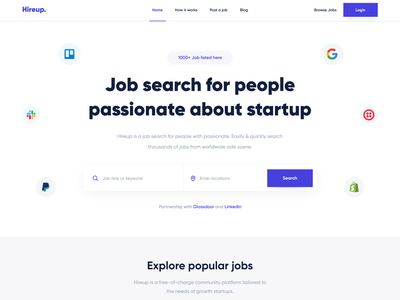 Hireup.
Home
How it works
Post a job
Blog
Browse Jobs
Login
1000+ Job listed here
Job search for people
passionate about startup
Hireup is a job search for people with passionate. Easily & quickly search
thousands of jobs from worldwide side scene.
Job title or keyword
Enter locations
Search
Partnership with Glassdoor and LinkedIn
Explore popular jobs
Hireup is a free-of-charge community platform tailored to
the needs of growth startups.